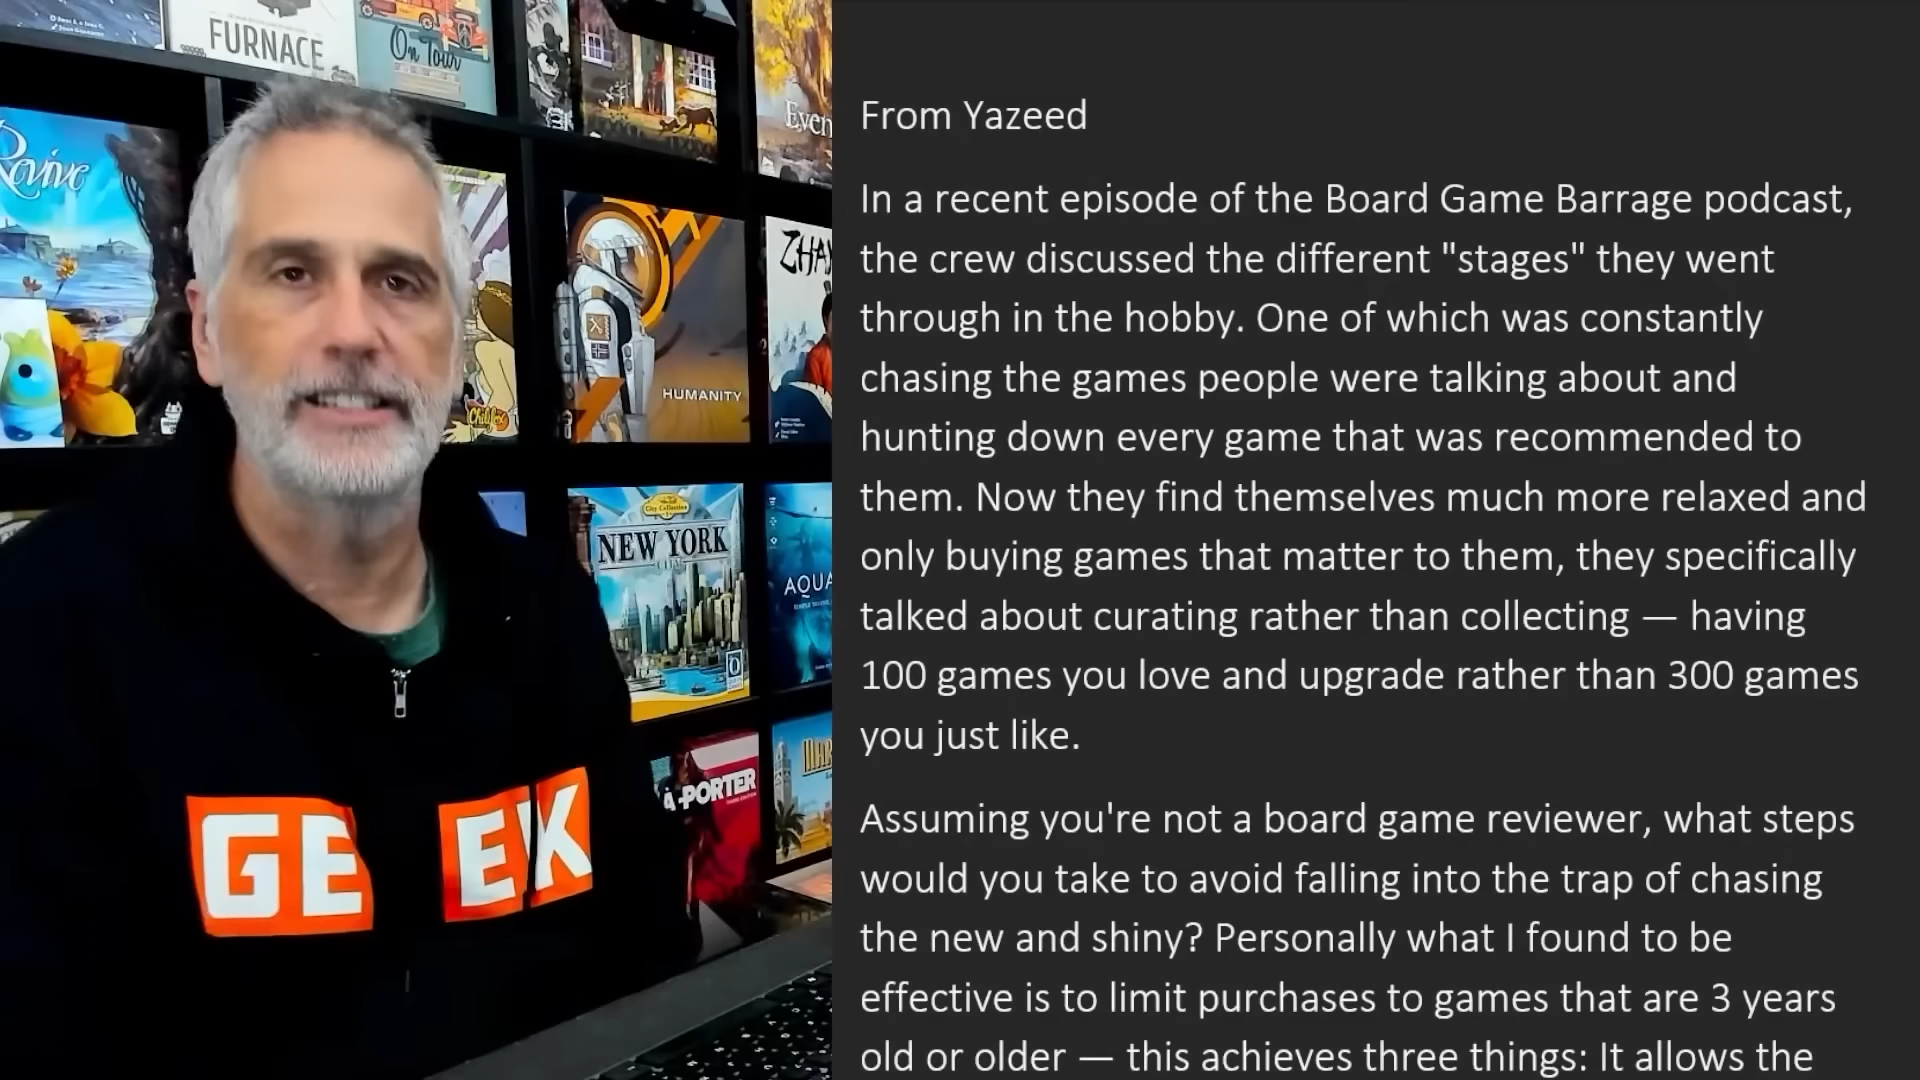 FURNACE
On Tour
Revive
Even
ZHA
HUMANITY
Chilifox
City Collection
NEW YORK
CITY
AQUA
A-PORTER
MAR
GE EK
From Yazeed
In a recent episode of the Board Game Barrage podcast,
the crew discussed the different "stages" they went
through in the hobby. One of which was constantly
chasing the games people were talking about and
hunting down every game that was recommended to
them. Now they find themselves much more relaxed and
only buying games that matter to them, they specifically
talked about curating rather than collecting — having
100 games you love and upgrade rather than 300 games
you just like.
Assuming you're not a board game reviewer, what steps
would you take to avoid falling into the trap of chasing
the new and shiny? Personally what I found to be
effective is to limit purchases to games that are 3 years
old or older — this achieves three things: It allows the